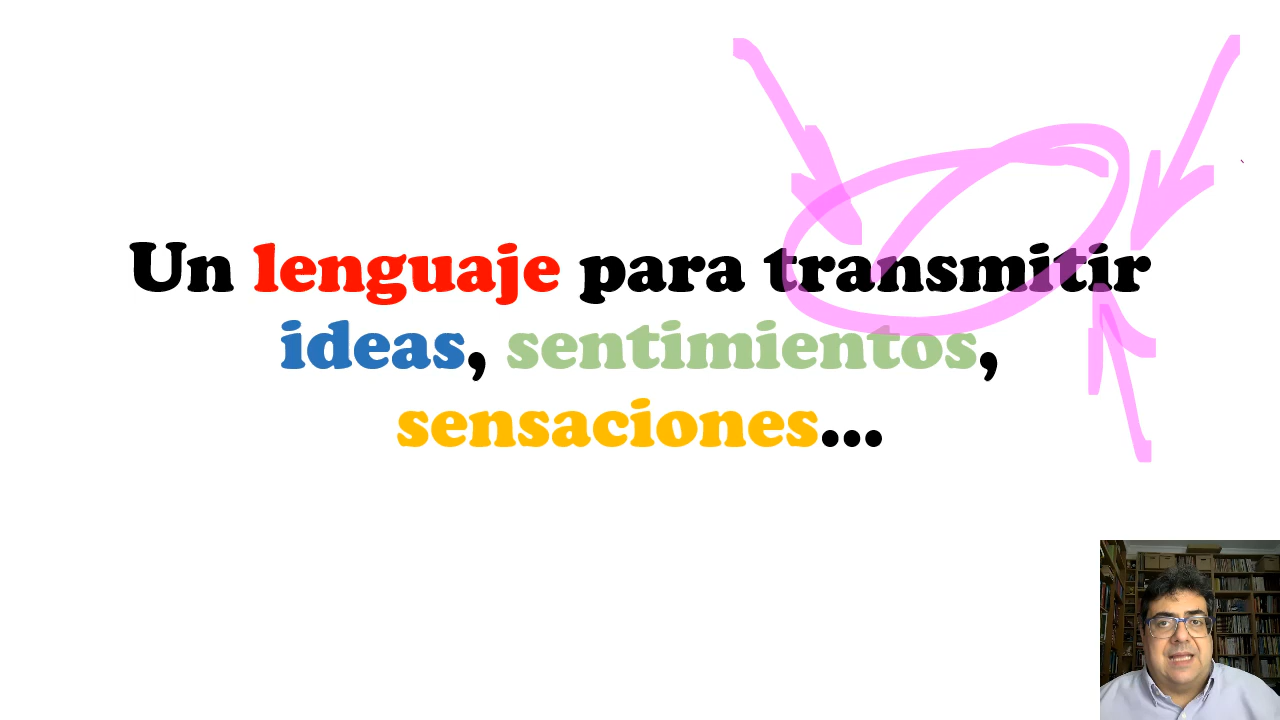 Un lenguaje para transmitir
ideas, sentimientos,
sensaciones...